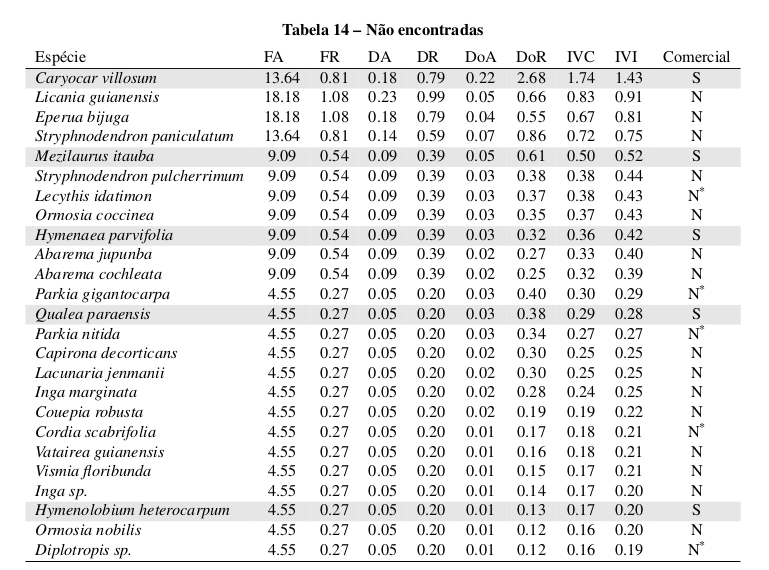 Tabela 14 – Não encontradas
Espécie FA FR DA DR DoA DoR IVC IVI Comercial
Caryocar villosum 13.64 0.81 0.18 0.79 0.22 2.68 1.74 1.43 S
Licania guianensis 18.18 1.08 0.23 0.99 0.05 0.66 0.83 0.91 N
Eperua bijuga 18.18 1.08 0.18 0.79 0.04 0.55 0.67 0.81 N
Stryphnodendron paniculatum 13.64 0.81 0.14 0.59 0.07 0.86 0.72 0.75 N
Mezilaurus itauba 9.09 0.54 0.09 0.39 0.05 0.61 0.50 0.52 S
Stryphnodendron pulcherrimum 9.09 0.54 0.09 0.39 0.03 0.38 0.38 0.44 N
Lecythis idatimon 9.09 0.54 0.09 0.39 0.03 0.37 0.38 0.43 N*
Ormosia coccinea 9.09 0.54 0.09 0.39 0.03 0.35 0.37 0.43 N
Hymenaea parvifolia 9.09 0.54 0.09 0.39 0.03 0.32 0.36 0.42 S
Abarema jupunba 9.09 0.54 0.09 0.39 0.02 0.27 0.33 0.40 N
Abarema cochleata 9.09 0.54 0.09 0.39 0.02 0.25 0.32 0.39 N
Parkia gigantocarpa 4.55 0.27 0.05 0.20 0.03 0.40 0.30 0.29 N*
Qualea paraensis 4.55 0.27 0.05 0.20 0.03 0.38 0.29 0.28 S
Parkia nitida 4.55 0.27 0.05 0.20 0.03 0.34 0.27 0.27 N*
Capirona decorticans 4.55 0.27 0.05 0.20 0.02 0.30 0.25 0.25 N
Lacunaria jenmanii 4.55 0.27 0.05 0.20 0.02 0.30 0.25 0.25 N
Inga marginata 4.55 0.27 0.05 0.20 0.02 0.28 0.24 0.25 N
Couepia robusta 4.55 0.27 0.05 0.20 0.02 0.19 0.19 0.22 N
Cordia scabrifolia 4.55 0.27 0.05 0.20 0.01 0.17 0.18 0.21 N*
Vatairea guianensis 4.55 0.27 0.05 0.20 0.01 0.16 0.18 0.21 N
Vismia floribunda 4.55 0.27 0.05 0.20 0.01 0.15 0.17 0.21 N
Inga sp. 4.55 0.27 0.05 0.20 0.01 0.14 0.17 0.20 N
Hymenolobium heterocarpum 4.55 0.27 0.05 0.20 0.01 0.13 0.17 0.20 S
Ormosia nobilis 4.55 0.27 0.05 0.20 0.01 0.12 0.16 0.20 N
Diplotropis sp. 4.55 0.27 0.05 0.20 0.01 0.12 0.16 0.19 N*